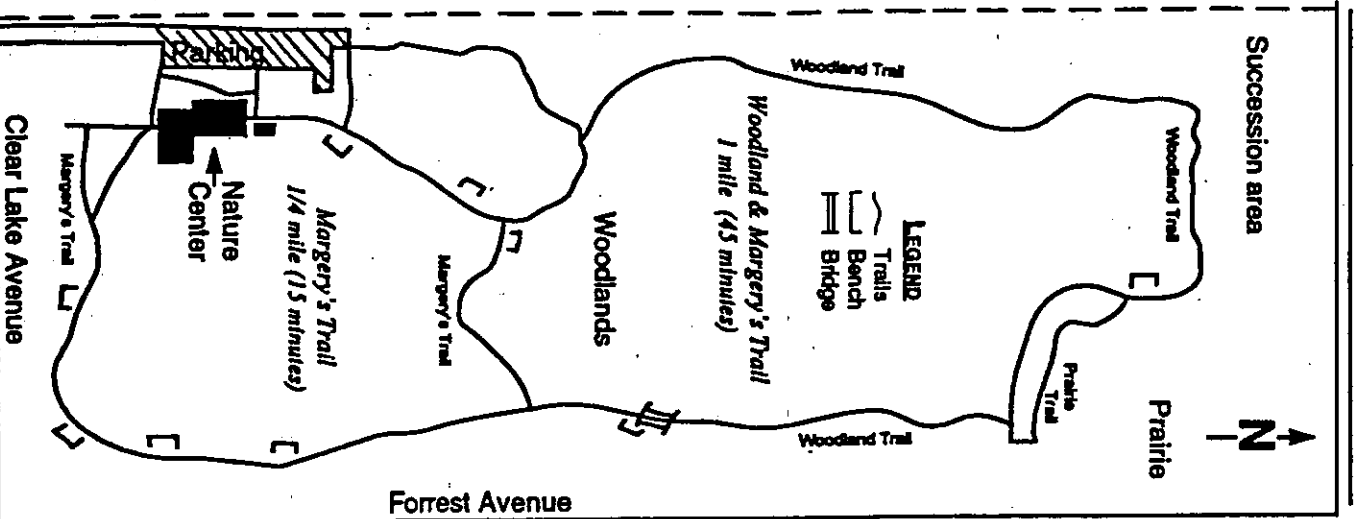 Succession area
Woodland Trail
Woodland Trail
Prairie
N
Prairie
Trail
LEGEND
Trails
Bench
Bridge
Woodland & Margery's Trail
1 mile (45 minutes)
Woodland Trail
Woodlands
Margery's Trail
Margery's Trail
1/4 mile (15 minutes)
Parking
Nature
Center
Margery's Trail
Clear Lake Avenue
Forrest Avenue